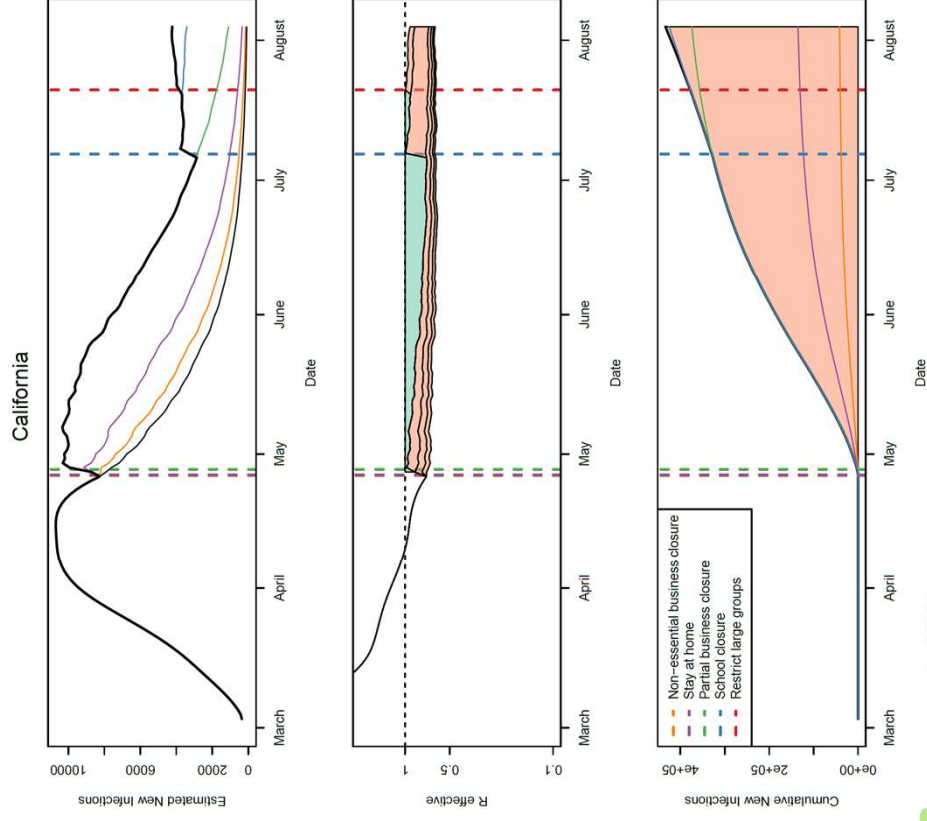 California
10000
6000
2000
0
Estimated New Infections
March
April
May
June
July
August
Date
1
0.5
0.1
R effective
March
April
May
June
July
August
Date
4e+05
2e+05
0e+00
Cumulative New Infections
Non−essential business closure
Stay at home
Partial business closure
School closure
Restrict large groups
March
April
May
June
July
August
Date